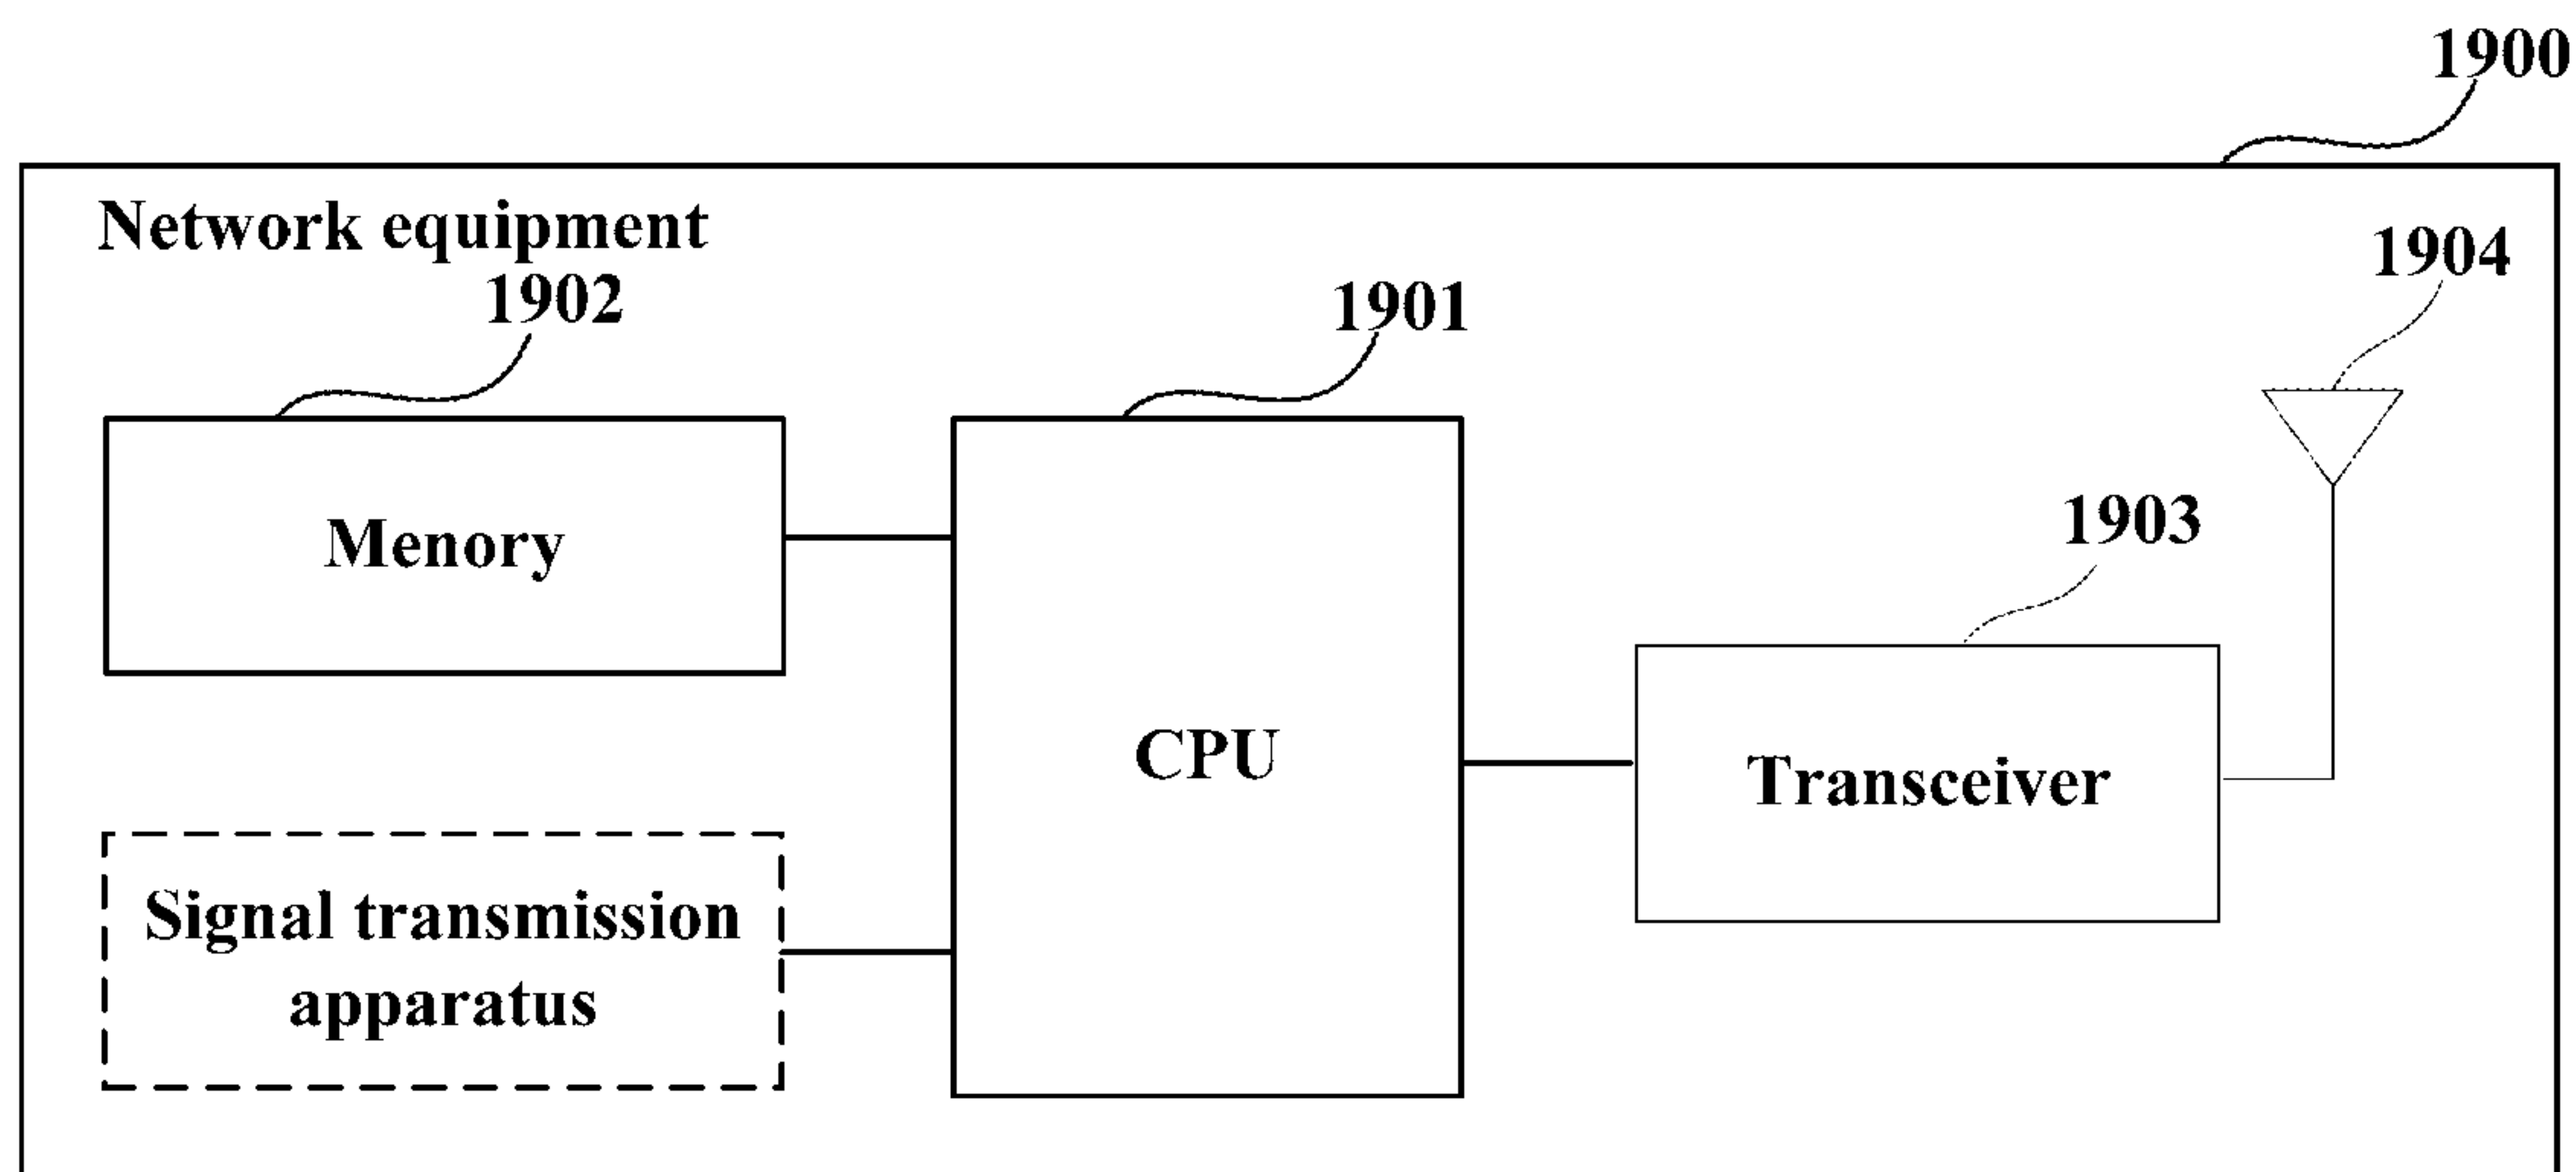 1900
Network equipment
1904
1902
1901
1903
Menory
CPU
Transceiver
Signal transmission
apparatus